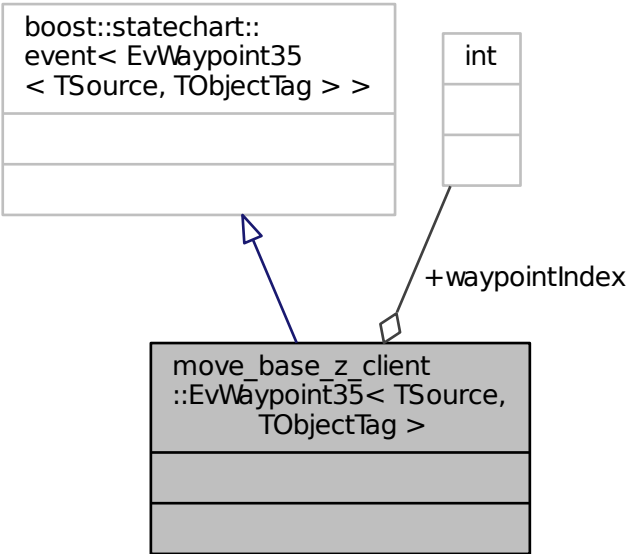 boost::statechart::
event< EvWaypoint35
< TSource, TObjectTag > >
int
+waypointIndex
move_base_z_client
::EvWaypoint35< TSource,
TObjectTag >